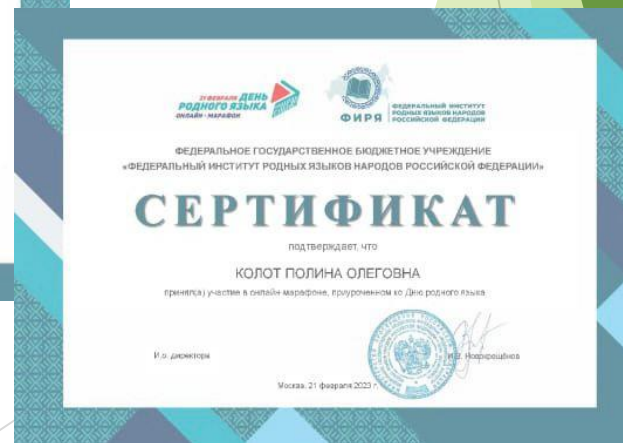 21 ФЕВРАЛЯ ДЕНЬ
РОДНОГО ЯЗЫКА
ОНЛАЙН - МАРАФОН
ФИРЯ
ФЕДЕРАЛЬНЫЙ ИНСТИТУТ
РОДНЫХ ЯЗЫКОВ НАРОДОВ
РОССИЙСКОЙ ФЕДЕРАЦИИ
ФЕДЕРАЛЬНОЕ ГОСУДАРСТВЕННОЕ БЮДЖЕТНОЕ УЧРЕЖДЕНИЕ
«ФЕДЕРАЛЬНЫЙ ИНСТИТУТ РОДНЫХ ЯЗЫКОВ НАРОДОВ РОССИЙСКОЙ ФЕДЕРАЦИИ»
СЕРТИФИКАТ
подтверждает, что
КОЛОТ ПОЛИНА ОЛЕГОВНА
принял(а) участие в онлайн-марафоне, приуроченном ко Дню родного языка
И.о. директора
Москва, 21 февраля 2023 г.